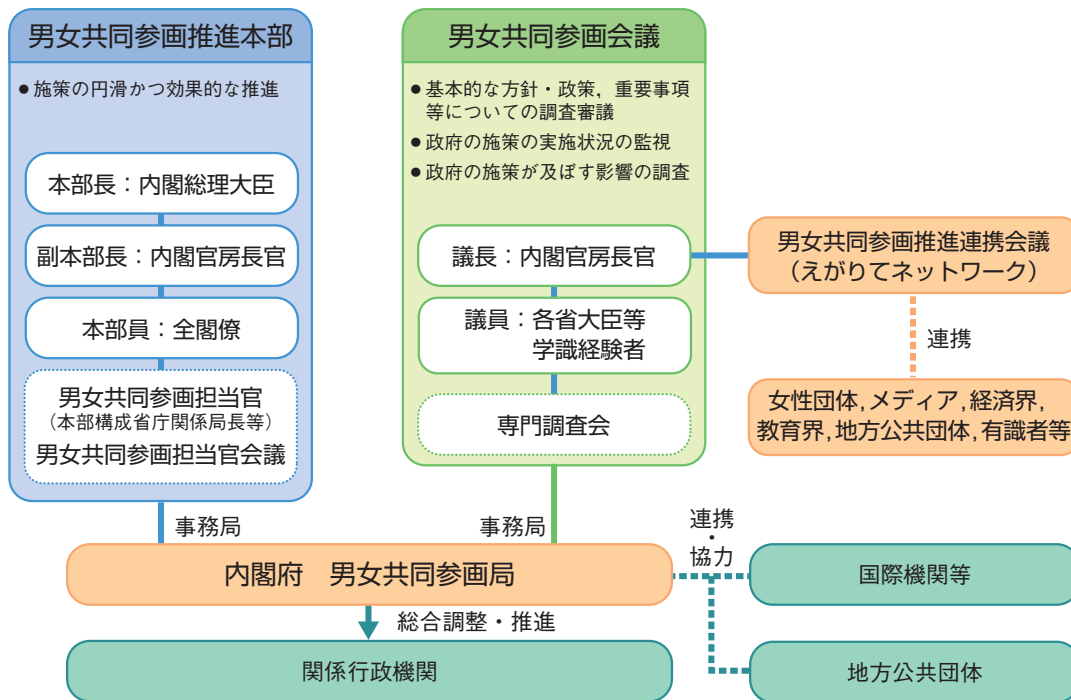 男女共同参画推進本部
●施策の円滑かつ効果的な推進
本部長：内閣総理大臣
副本部長：内閣官房長官
本部員：全閣僚
男女共同参画担当官
（本部構成省庁関係局長等）
男女共同参画担当官会議
男女共同参画会議
●基本的な方針・政策，重要事項
等についての調査審議
●政府の施策の実施状況の監視
●政府の施策が及ぼす影響の調査
議長：内閣官房長官
議員：各省大臣等
学識経験者
専門調査会
男女共同参画推進連携会議
（えがりてネットワーク）
連携
女性団体，メディア，経済界，
教育界，地方公共団体，有識者等
事務局
事務局
内閣府　男女共同参画局
連携
・
協力
国際機関等
地方公共団体
総合調整・推進
関係行政機関